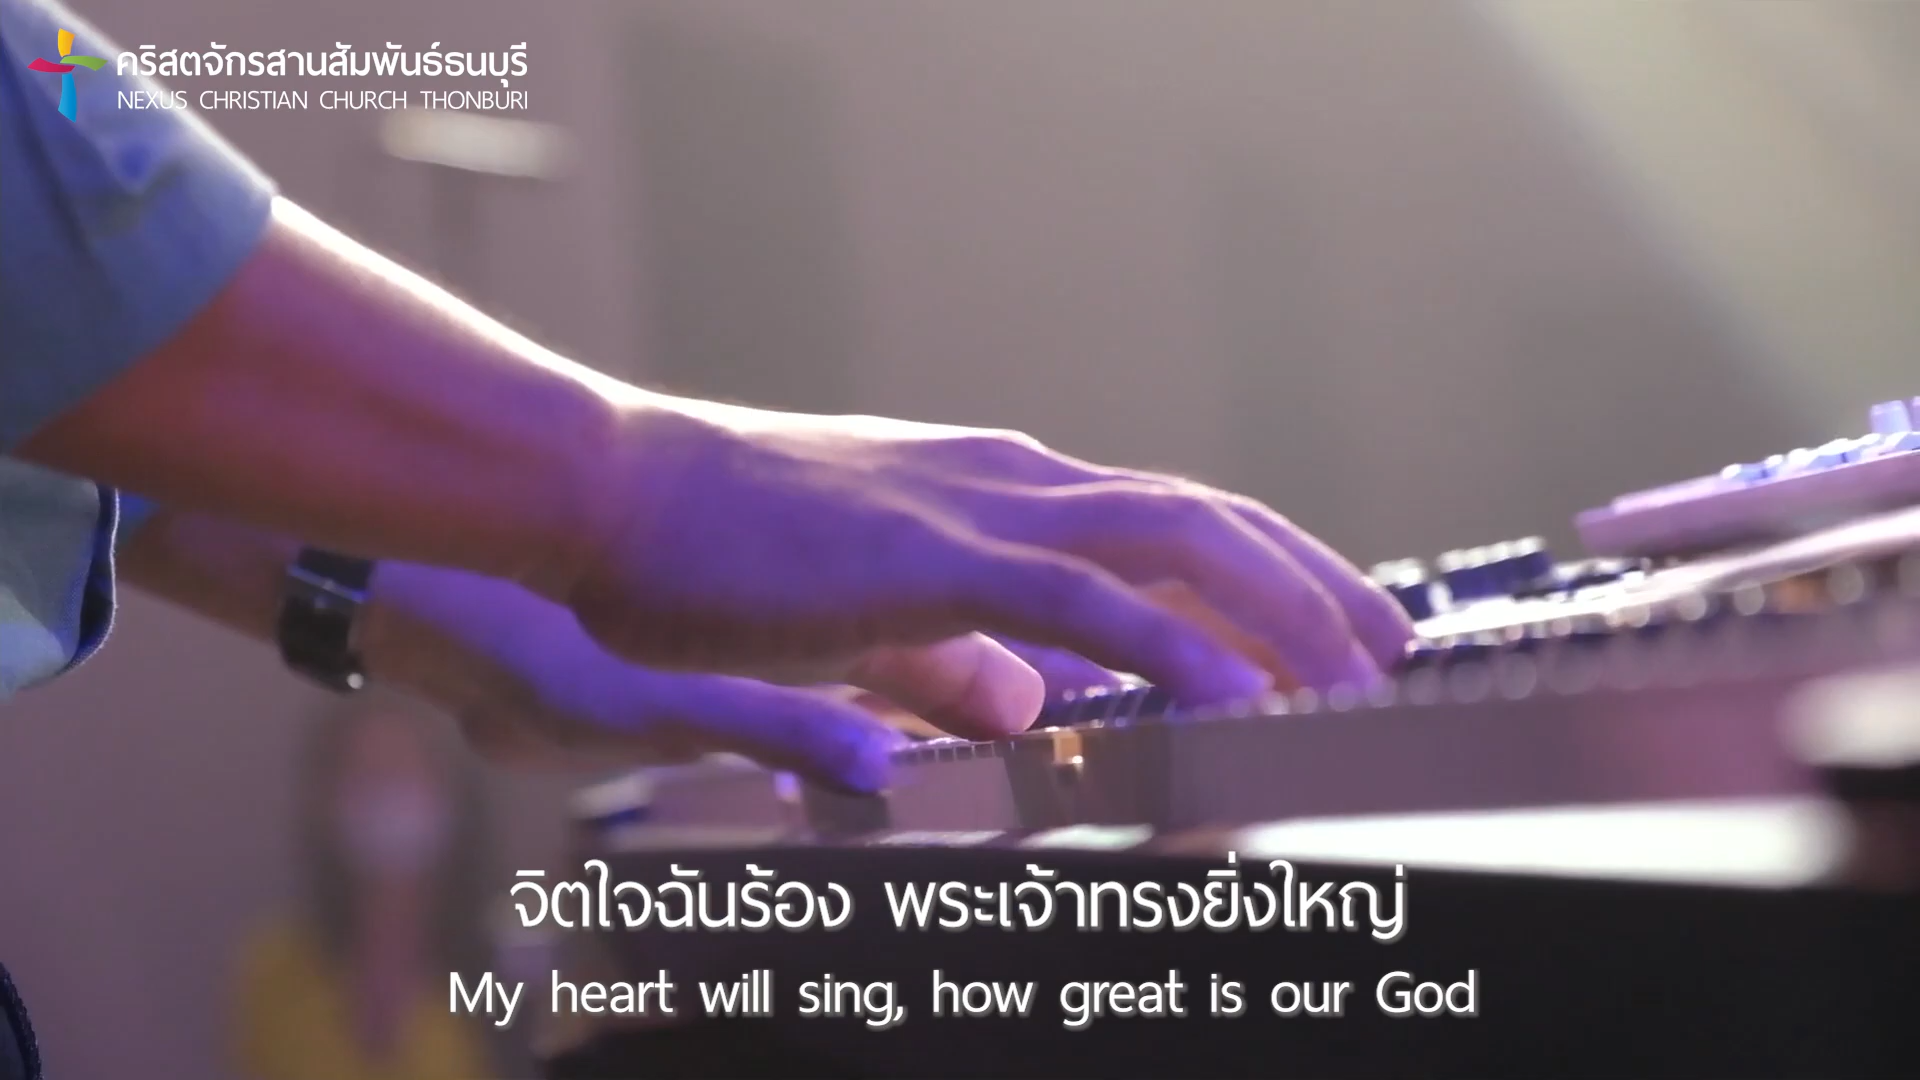 คริสตจักรสานสัมพันธ์ธนบุรี
NEXUS CHRISTIAN CHURCH THONBURI
จิตใจฉันร้อง พระเจ้าทรงยิ่งใหญ่
My heart will sing, how great is our God